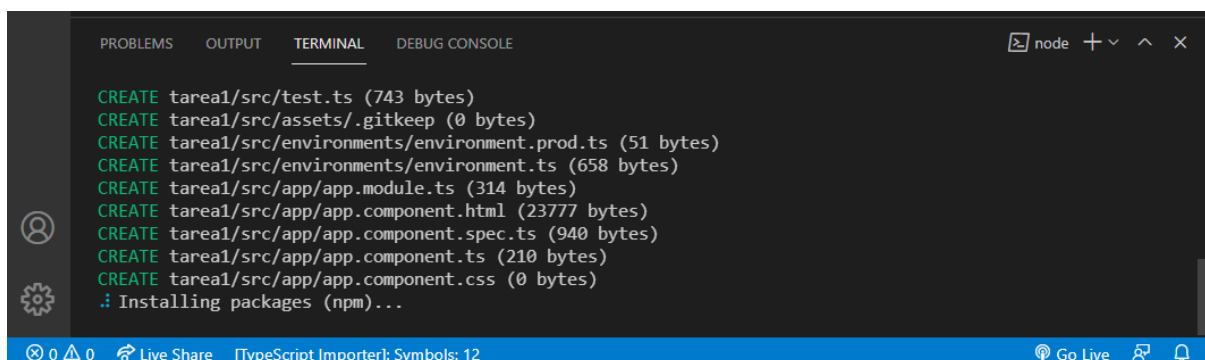 PROBLEMS OUTPUT TERMINAL DEBUG CONSOLE node
CREATE tarea1/src/test.ts (743 bytes)
CREATE tarea1/src/assets/.gitkeep (0 bytes)
CREATE tarea1/src/environments/environment.prod.ts (51 bytes)
CREATE tarea1/src/environments/environment.ts (658 bytes)
CREATE tarea1/src/app/app.module.ts (314 bytes)
CREATE tarea1/src/app/app.component.html (23777 bytes)
CREATE tarea1/src/app/app.component.spec.ts (940 bytes)
CREATE tarea1/src/app/app.component.ts (210 bytes)
CREATE tarea1/src/app/app.component.css (0 bytes)
Installing packages (npm)...
0 0 Live Share [TypeScript Importer]: Symbols: 12 Go Live